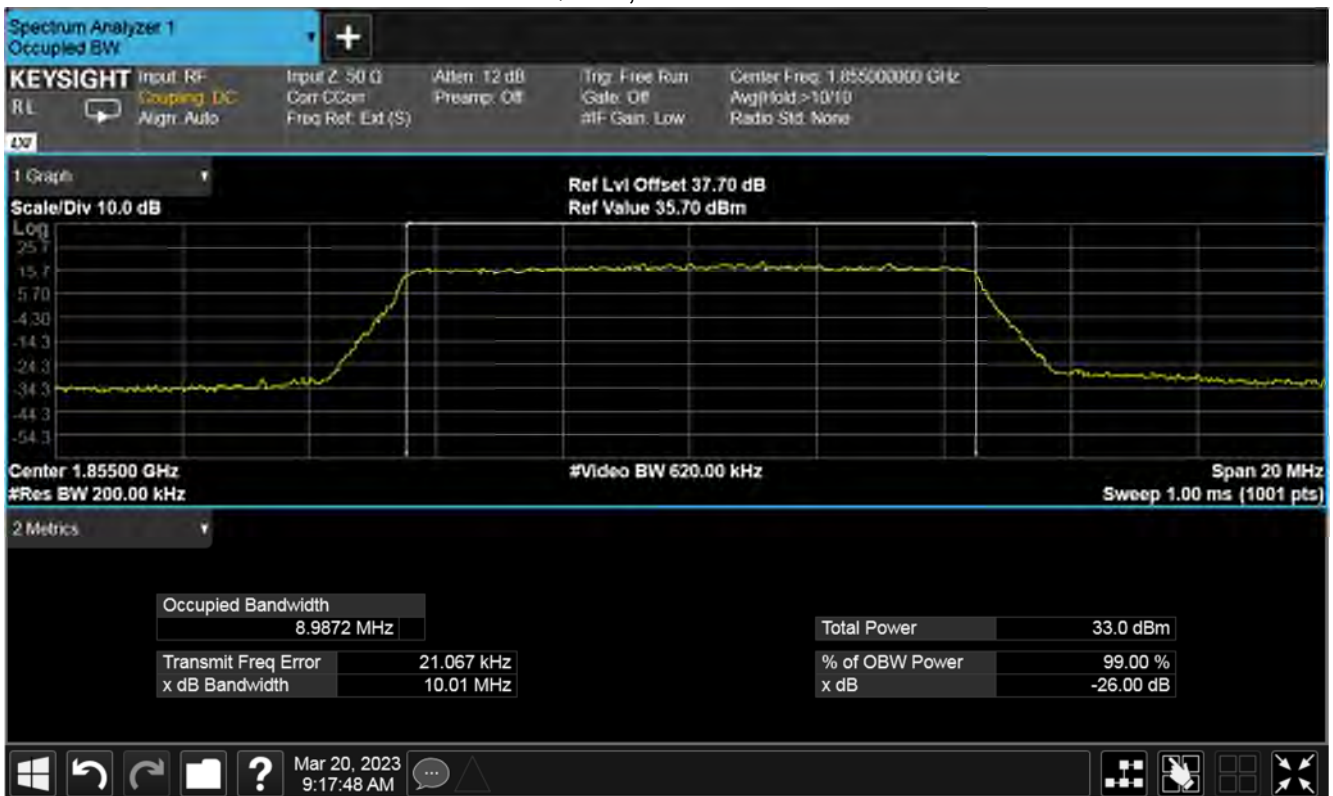 Spectrum Analyzer 1
Occupied BW
KEYSIGHT Input: RF Input Z: 50 Ω Atten: 12 dB Trig: Free Run Center Freq: 1.855000000 GHz
RL Coupling: DC Corr CCorr Preamp: Off Gate: Off Avg|Hold:>10/10
Align: Auto Freq Ref: Ext (S) #IF Gain: Low Radio Std: None
1 Graph
Ref Lvl Offset 37.70 dB
Scale/Div 10.0 dB Ref Value 35.70 dBm
Log
25.7
15.7
5.70
-4.30
-14.3
-24.3
-34.3
-44.3
-54.3
Center 1.85500 GHz #Video BW 620.00 kHz Span 20 MHz
#Res BW 200.00 kHz Sweep 1.00 ms (1001 pts)
2 Metrics
Occupied Bandwidth
8.9872 MHz Total Power 33.0 dBm
Transmit Freq Error 21.067 kHz % of OBW Power 99.00 %
x dB Bandwidth 10.01 MHz x dB -26.00 dB
? Mar 20, 2023
9:17:48 AM